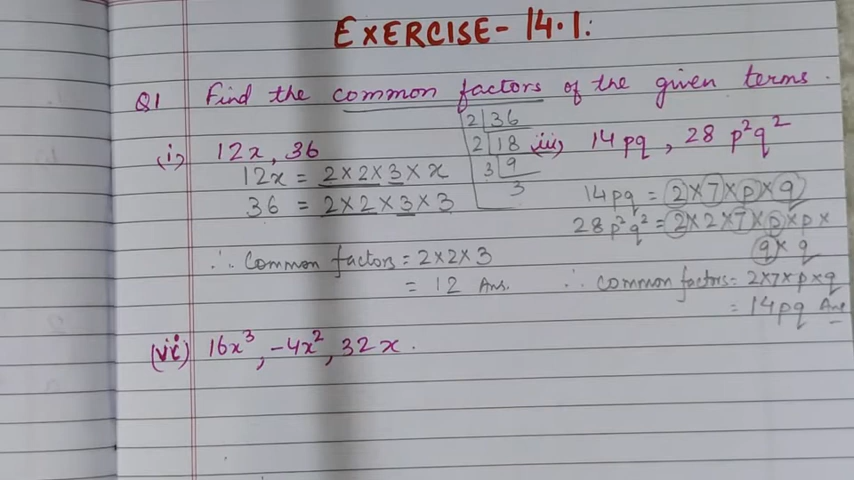 EXERCISE- 14.1:
Q1 Find the common factors of the given terms.
(i) 12x, 36
12x = 2×2×3×x
36 = 2×2×3×3
∴ Common factors = 2×2×3
= 12 Ans.
2 36
2 18
3 9
3
iii) 14pq, 28 p²q²
14pq = 2×7×p×q
28p²q² = 2×2×7×p×p×
q×q
∴ Common factors = 2×7×p×q
= 14pq Ans
(vi) 16x³, -4x², 32x.